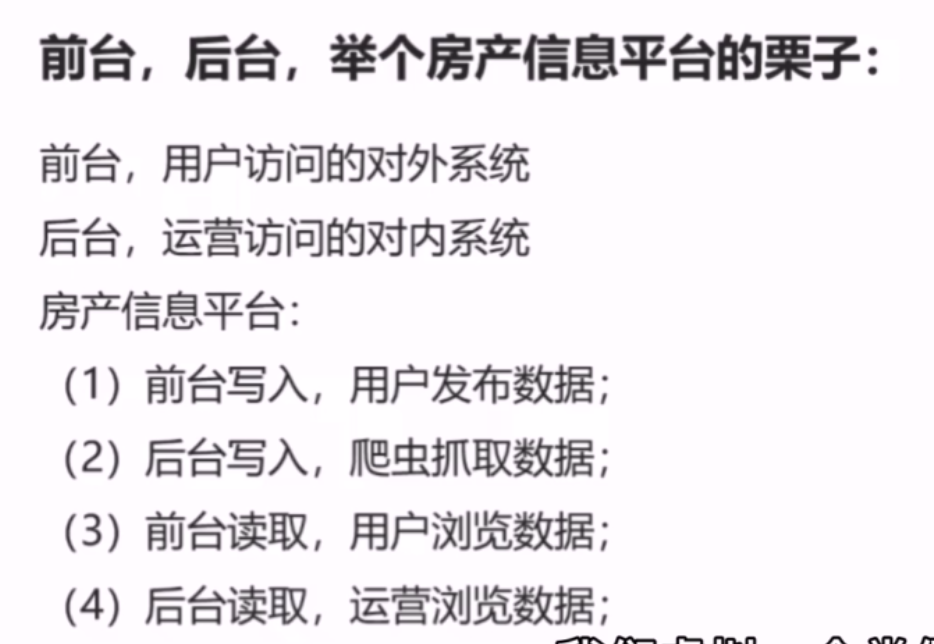 前台，后台，举个房产信息平台的栗子：
前台，用户访问的对外系统
后台，运营访问的对内系统
房产信息平台：
（1）前台写入，用户发布数据；
（2）后台写入，爬虫抓取数据；
（3）前台读取，用户浏览数据；
（4）后台读取，运营浏览数据；